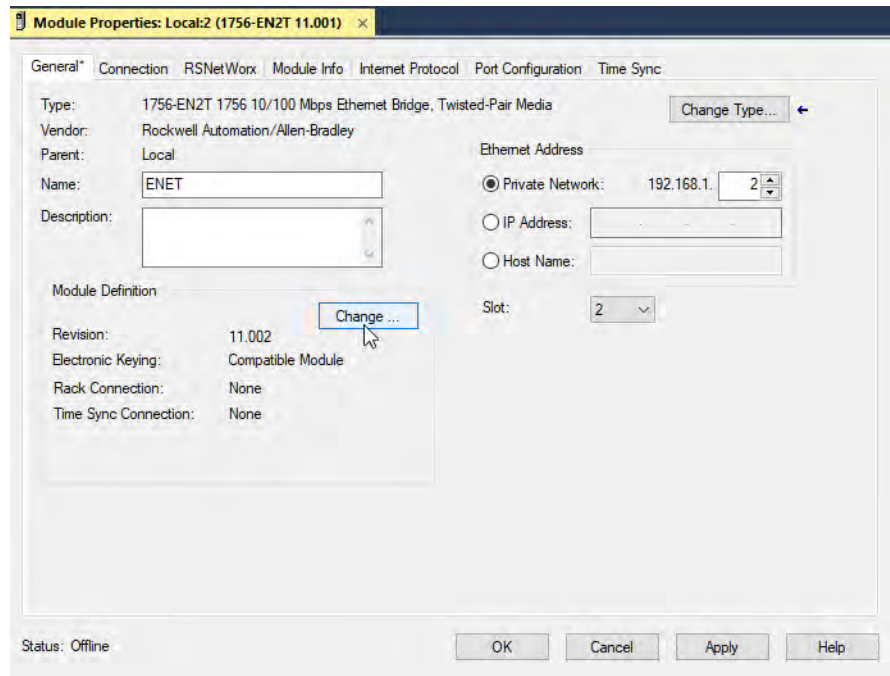 Module Properties: Local:2 (1756-EN2T 11.001) ×
General* Connection RSNetWorx Module Info Internet Protocol Port Configuration Time Sync
Type: 1756-EN2T 1756 10/100 Mbps Ethernet Bridge, Twisted-Pair Media
Change Type...
Vendor: Rockwell Automation/Allen-Bradley
Parent: Local
Name: ENET
Description:
Ethernet Address
Private Network: 192.168.1. 2
IP Address: . . .
Host Name:
Module Definition
Change ...
Slot: 2
Revision: 11.002
Electronic Keying: Compatible Module
Rack Connection: None
Time Sync Connection: None
Status: Offline
OK Cancel Apply Help